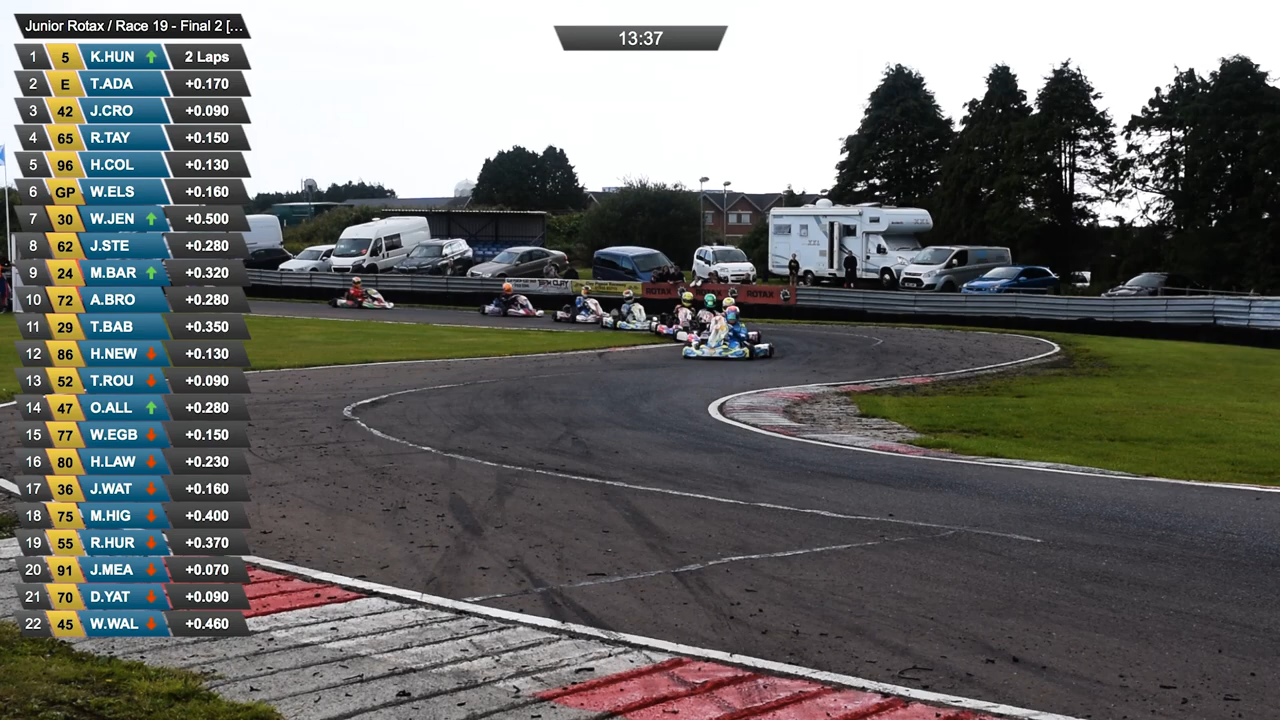 Junior Rotax / Race 19 - Final 2 [...
13:37
1 5 K.HUN 2 Laps
2 E T.ADA +0.170
3 42 J.CRO +0.090
4 65 R.TAY +0.150
5 96 H.COL +0.130
6 GP W.ELS +0.160
7 30 W.JEN +0.500
8 62 J.STE +0.280
9 24 M.BAR +0.320
10 72 A.BRO +0.280
11 29 T.BAB +0.350
12 86 H.NEW +0.130
13 52 T.ROU +0.090
14 47 O.ALL +0.280
15 77 W.EGB +0.150
16 80 H.LAW +0.230
17 36 J.WAT +0.160
18 75 M.HIG +0.400
19 55 R.HUR +0.370
20 91 J.MEA +0.070
21 70 D.YAT +0.090
22 45 W.WAL +0.460
ROTAX ROTAX